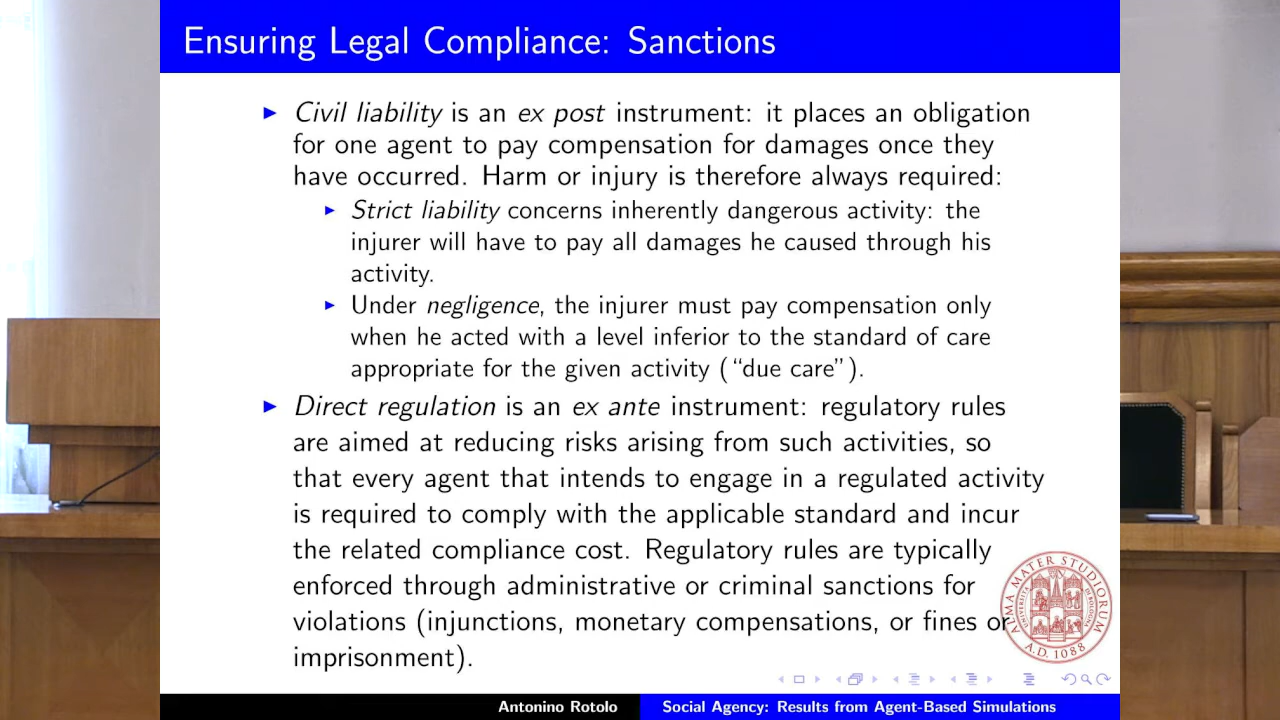 Ensuring Legal Compliance: Sanctions
Civil liability is an ex post instrument: it places an obligation
for one agent to pay compensation for damages once they
have occurred. Harm or injury is therefore always required:
Strict liability concerns inherently dangerous activity: the
injurer will have to pay all damages he caused through his
activity.
Under negligence, the injurer must pay compensation only
when he acted with a level inferior to the standard of care
appropriate for the given activity (“due care”).
Direct regulation is an ex ante instrument: regulatory rules
are aimed at reducing risks arising from such activities, so
that every agent that intends to engage in a regulated activity
is required to comply with the applicable standard and incur
the related compliance cost. Regulatory rules are typically
enforced through administrative or criminal sanctions for
violations (injunctions, monetary compensations, or fines or
imprisonment).
ALMA MATER STUDIORUM
A.D. 1088
Antonino Rotolo
Social Agency: Results from Agent-Based Simulations